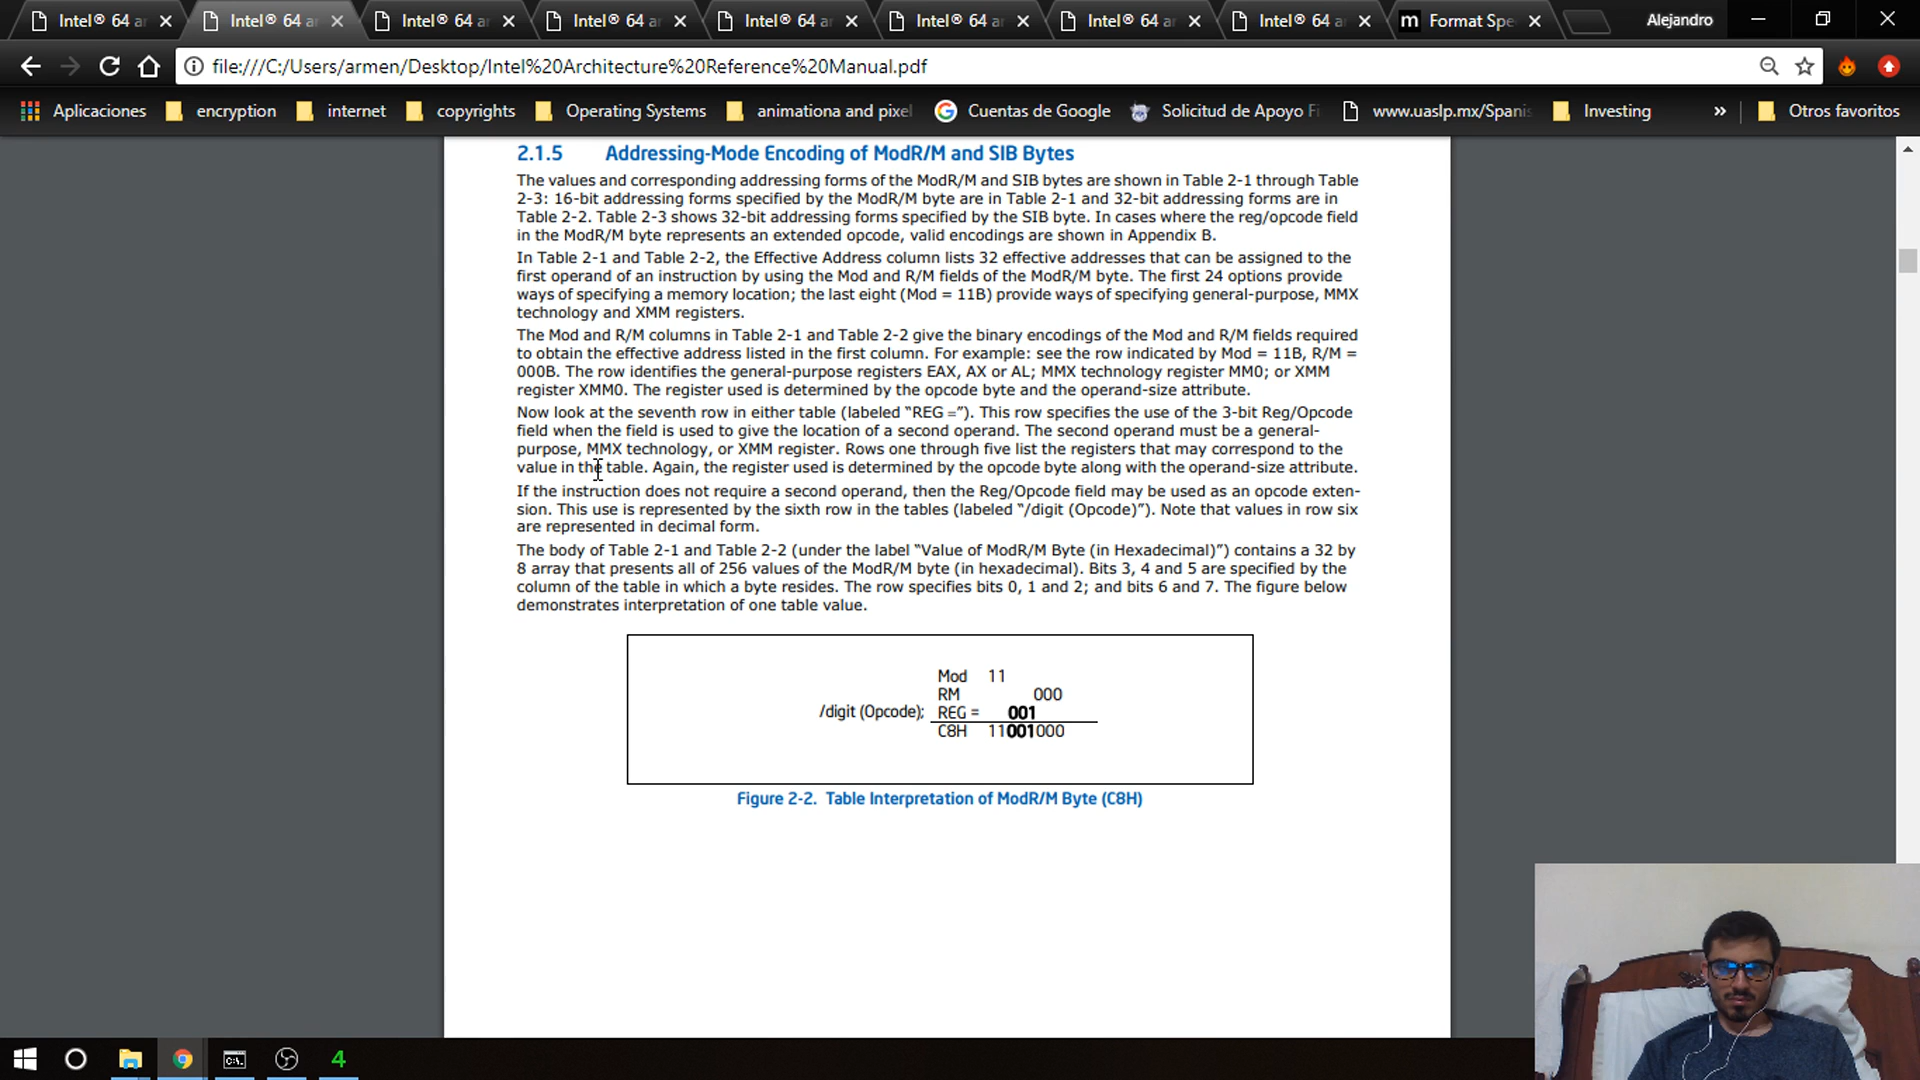 Intel® 64 ar
Intel® 64 ar
Intel® 64 ar
Intel® 64 ar
Intel® 64 ar
Intel® 64 ar
Intel® 64 ar
Intel® 64 ar
m Format Spe
Alejandro
file:///C:/Users/armen/Desktop/Intel%20Architecture%20Reference%20Manual.pdf
Aplicaciones encryption internet copyrights Operating Systems animationa and pixel Cuentas de Google Solicitud de Apoyo Fi www.uaslp.mx/Spanis Investing » Otros favoritos
2.1.5 Addressing-Mode Encoding of ModR/M and SIB Bytes
The values and corresponding addressing forms of the ModR/M and SIB bytes are shown in Table 2-1 through Table
2-3: 16-bit addressing forms specified by the ModR/M byte are in Table 2-1 and 32-bit addressing forms are in
Table 2-2. Table 2-3 shows 32-bit addressing forms specified by the SIB byte. In cases where the reg/opcode field
in the ModR/M byte represents an extended opcode, valid encodings are shown in Appendix B.
In Table 2-1 and Table 2-2, the Effective Address column lists 32 effective addresses that can be assigned to the
first operand of an instruction by using the Mod and R/M fields of the ModR/M byte. The first 24 options provide
ways of specifying a memory location; the last eight (Mod = 11B) provide ways of specifying general-purpose, MMX
technology and XMM registers.
The Mod and R/M columns in Table 2-1 and Table 2-2 give the binary encodings of the Mod and R/M fields required
to obtain the effective address listed in the first column. For example: see the row indicated by Mod = 11B, R/M =
000B. The row identifies the general-purpose registers EAX, AX or AL; MMX technology register MM0; or XMM
register XMM0. The register used is determined by the opcode byte and the operand-size attribute.
Now look at the seventh row in either table (labeled “REG =”). This row specifies the use of the 3-bit Reg/Opcode
field when the field is used to give the location of a second operand. The second operand must be a general-
purpose, MMX technology, or XMM register. Rows one through five list the registers that may correspond to the
value in the table. Again, the register used is determined by the opcode byte along with the operand-size attribute.
If the instruction does not require a second operand, then the Reg/Opcode field may be used as an opcode exten-
sion. This use is represented by the sixth row in the tables (labeled “/digit (Opcode)”). Note that values in row six
are represented in decimal form.
The body of Table 2-1 and Table 2-2 (under the label “Value of ModR/M Byte (in Hexadecimal)”) contains a 32 by
8 array that presents all of 256 values of the ModR/M byte (in hexadecimal). Bits 3, 4 and 5 are specified by the
column of the table in which a byte resides. The row specifies bits 0, 1 and 2; and bits 6 and 7. The figure below
demonstrates interpretation of one table value.
Mod 11
RM 000
/digit (Opcode); REG = 001
C8H 11001000
Figure 2-2. Table Interpretation of ModR/M Byte (C8H)
4